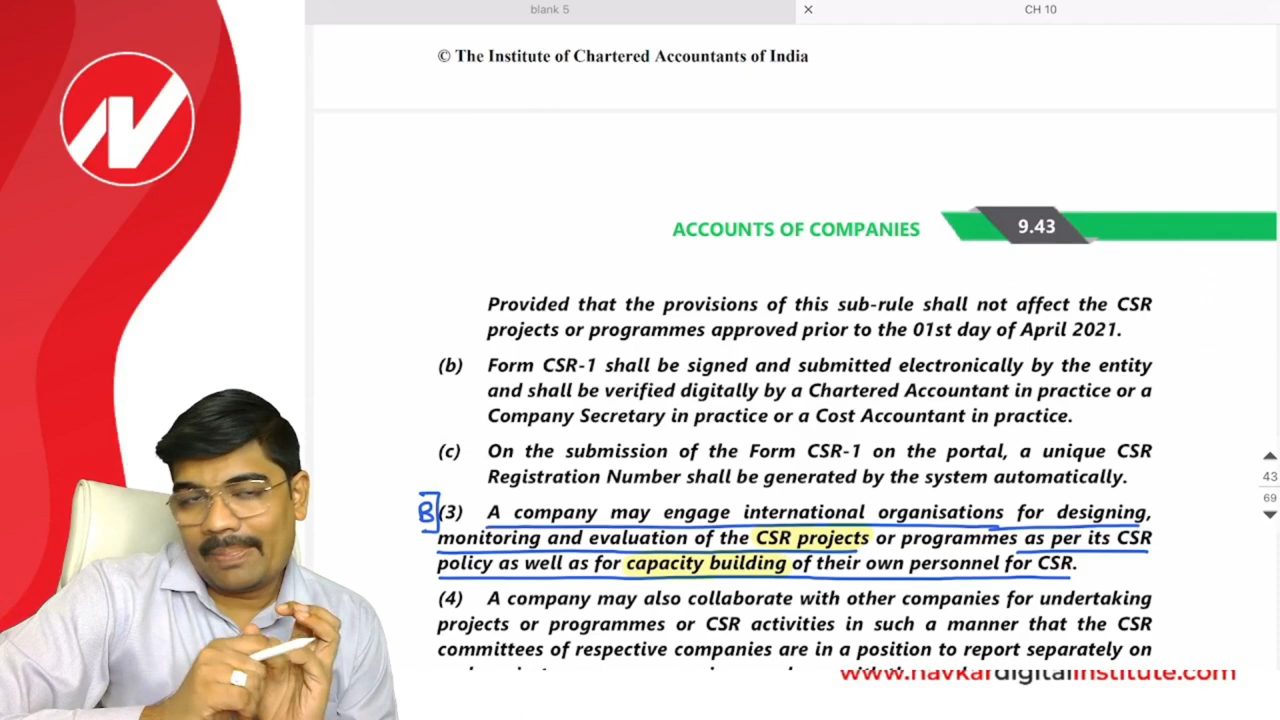 blank 5
× CH 10
© The Institute of Chartered Accountants of India
ACCOUNTS OF COMPANIES 9.43
Provided that the provisions of this sub-rule shall not affect the CSR
projects or programmes approved prior to the 01st day of April 2021.
(b) Form CSR-1 shall be signed and submitted electronically by the entity
and shall be verified digitally by a Chartered Accountant in practice or a
Company Secretary in practice or a Cost Accountant in practice.
(c) On the submission of the Form CSR-1 on the portal, a unique CSR
Registration Number shall be generated by the system automatically.
B (3) A company may engage international organisations for designing,
monitoring and evaluation of the CSR projects or programmes as per its CSR
policy as well as for capacity building of their own personnel for CSR.
(4) A company may also collaborate with other companies for undertaking
projects or programmes or CSR activities in such a manner that the CSR
committees of respective companies are in a position to report separately on
43
69
www.navkardigitalinstitute.com